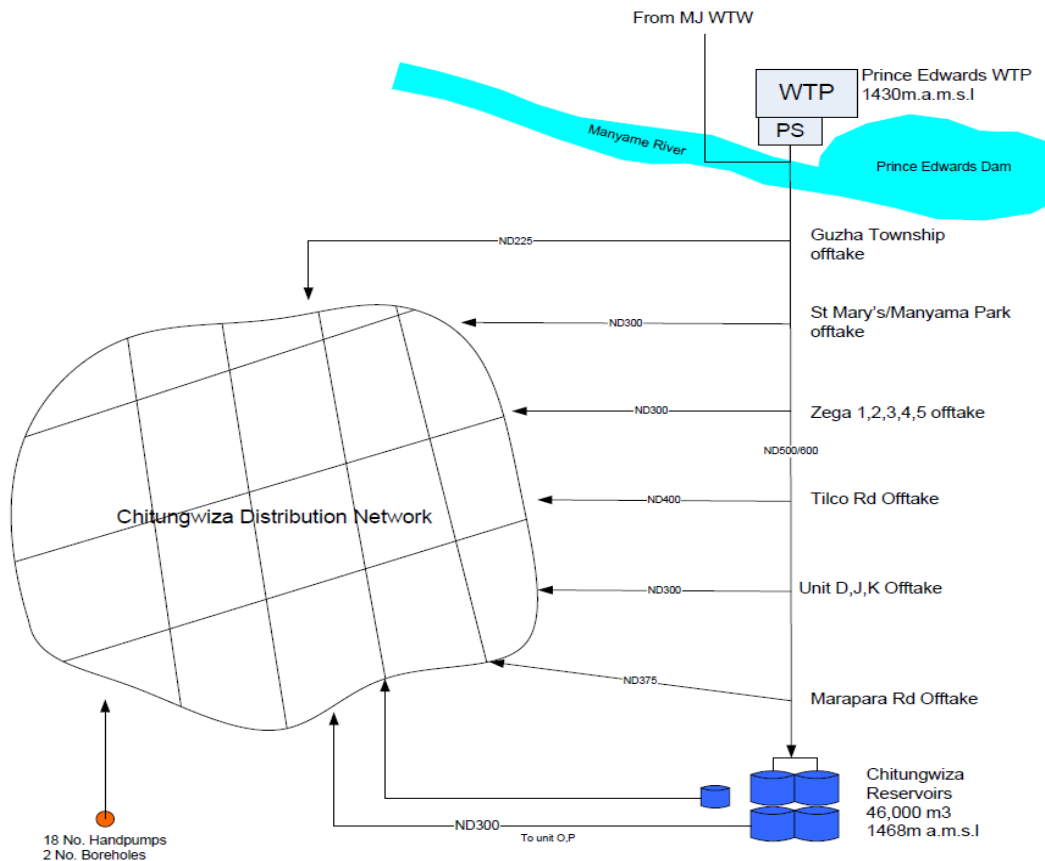 From MJ WTW
WTP
PS
Prince Edwards WTP
1430m.a.m.s.l
Manyame River
Prince Edwards Dam
ND225
Guzha Township
offtake
ND300
St Mary's/Manyama Park
offtake
ND300
Zega 1,2,3,4,5 offtake
ND500/600
ND400
Tilco Rd Offtake
Chitungwiza Distribution Network
ND300
Unit D,J,K Offtake
ND375
Marapara Rd Offtake
Chitungwiza
Reservoirs
46,000 m3
1468m a.m.s.l
ND300
To unit O,P
18 No. Handpumps
2 No. Boreholes